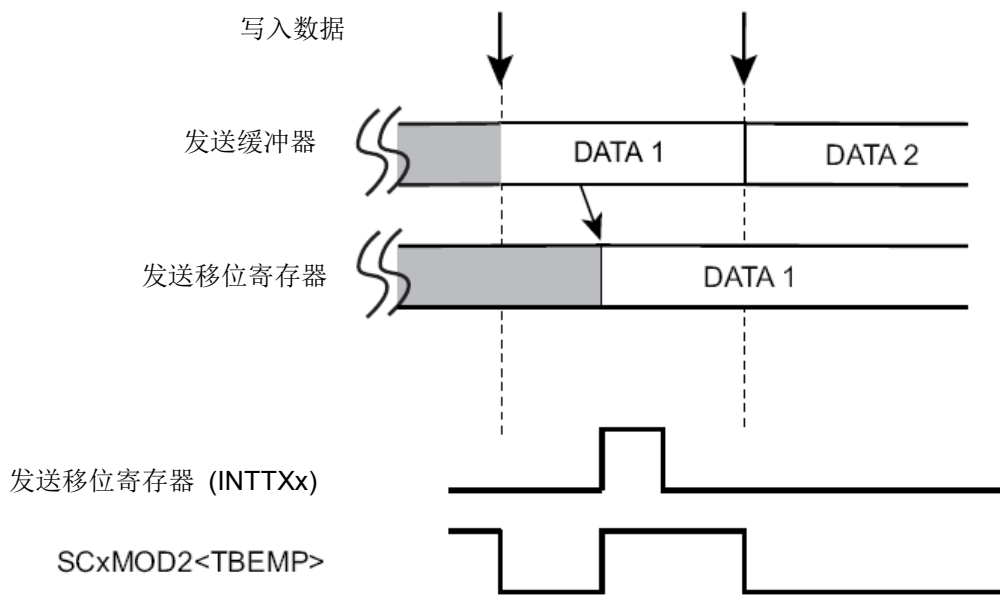 写入数据
发送缓冲器
DATA 1
DATA 2
发送移位寄存器
DATA 1
发送移位寄存器 (INTTXx)
SCxMOD2<TBEMP>